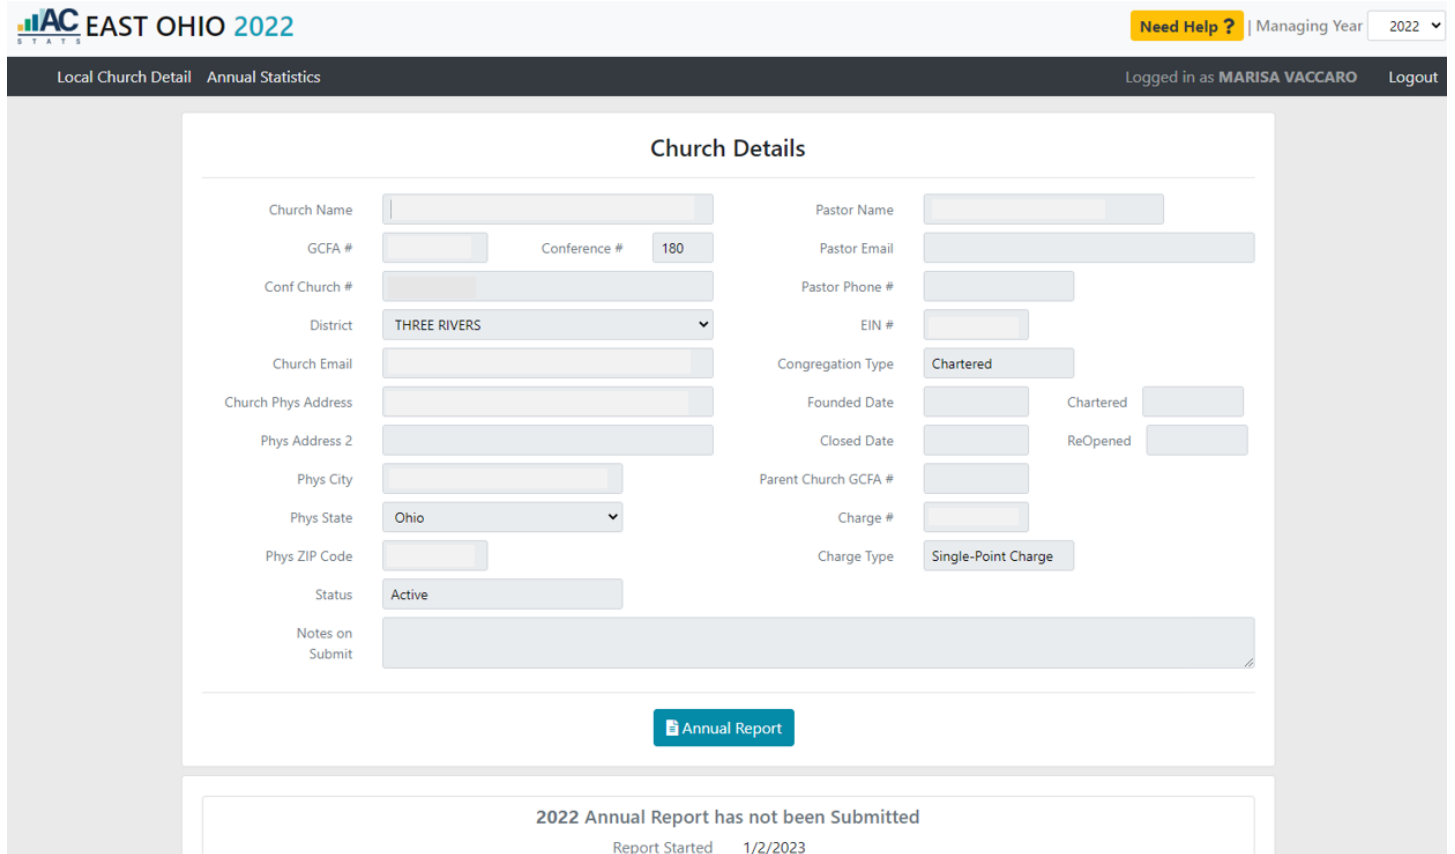 AC EAST OHIO 2022
STATS
Need Help ? | Managing Year 2022
Local Church Detail Annual Statistics
Logged in as MARISA VACCARO Logout
Church Details
Church Name
Pastor Name
GCFA #
Conference # 180
Pastor Email
Conf Church #
Pastor Phone #
District THREE RIVERS
EIN #
Church Email
Congregation Type Chartered
Church Phys Address
Founded Date
Chartered
Phys Address 2
Closed Date
ReOpened
Phys City
Parent Church GCFA #
Phys State Ohio
Charge #
Phys ZIP Code
Charge Type Single-Point Charge
Status Active
Notes on
Submit
Annual Report
2022 Annual Report has not been Submitted
Report Started 1/2/2023